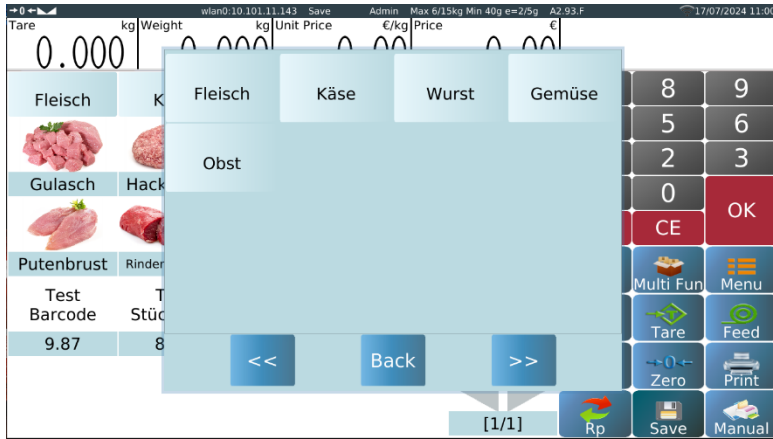 →0← wlan0:10.101.11.143 Save Admin Max 6/15kg Min 40g e=2/5g A2.93.F 17/07/2024 11:00
Tare kg Weight kg Unit Price €/kg Price €
0.000
Fleisch
Fleisch Käse Wurst Gemüse
Obst
<< Back >>
Gulasch
Putenbrust
Test
Barcode
9.87
[1/1]
8 9
5 6
2 3
0 OK
CE
Multi Fun Menu
Tare Feed
→0← Zero Print
Rp Save Manual